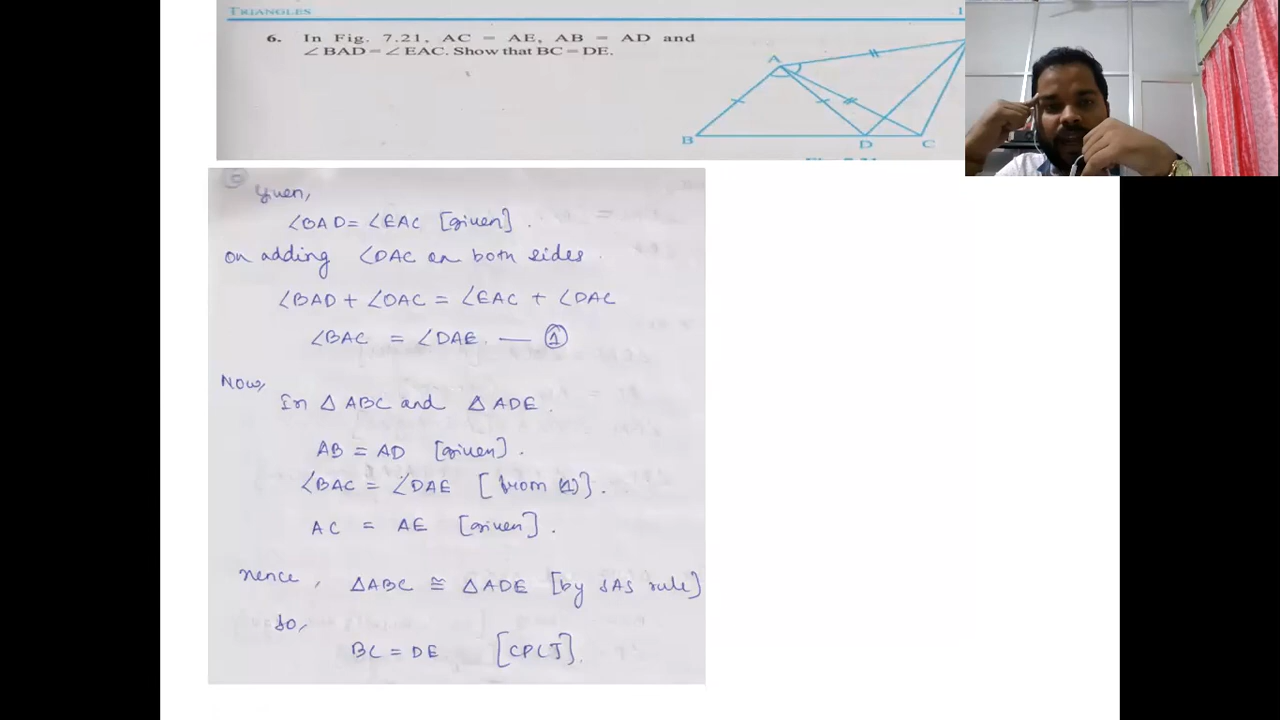 TRIANGLES
1
6. In Fig. 7.21, AC = AE, AB = AD and
∠ BAD = ∠ EAC. Show that BC = DE.
A
B
D
C
Given,
∠BAD = ∠EAC [given].
on adding ∠DAC on both sides
∠BAD + ∠DAC = ∠EAC + ∠DAC
∠BAC = ∠DAE. — ①
Now,
In △ ABC and △ ADE.
AB = AD [given].
∠BAC = ∠DAE [from (1)].
AC = AE [given].
Hence, △ABC ≅ △ADE [by SAS rule]
So,
BC = DE [CPCT].